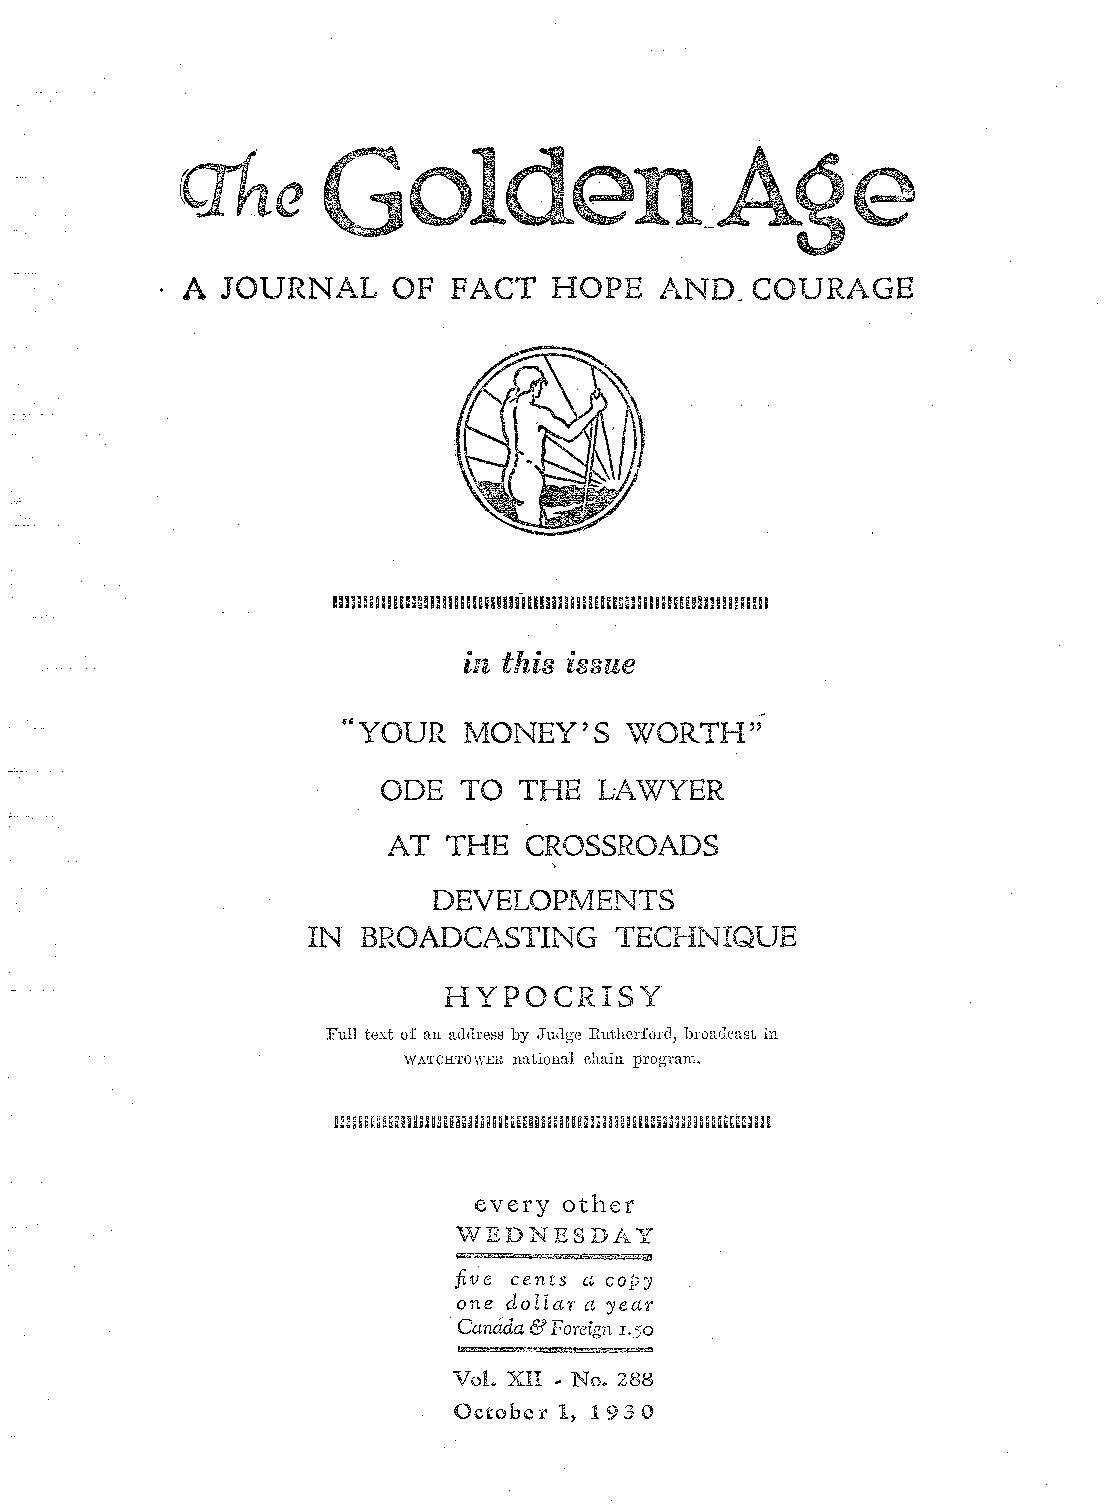 The Golden Age
A JOURNAL OF FACT HOPE AND COURAGE
in this issue
"YOUR MONEY'S WORTH"
ODE TO THE LAWYER
AT THE CROSSROADS
DEVELOPMENTS
IN BROADCASTING TECHNIQUE
HYPOCRISY
Full text of an address by Judge Rutherford, broadcast in
WATCHTOWER national chain program.
every other
WEDNESDAY
five cents a copy
one dollar a year
Canada & Foreign 1.50
Vol. XII - No. 288
October 1, 1930